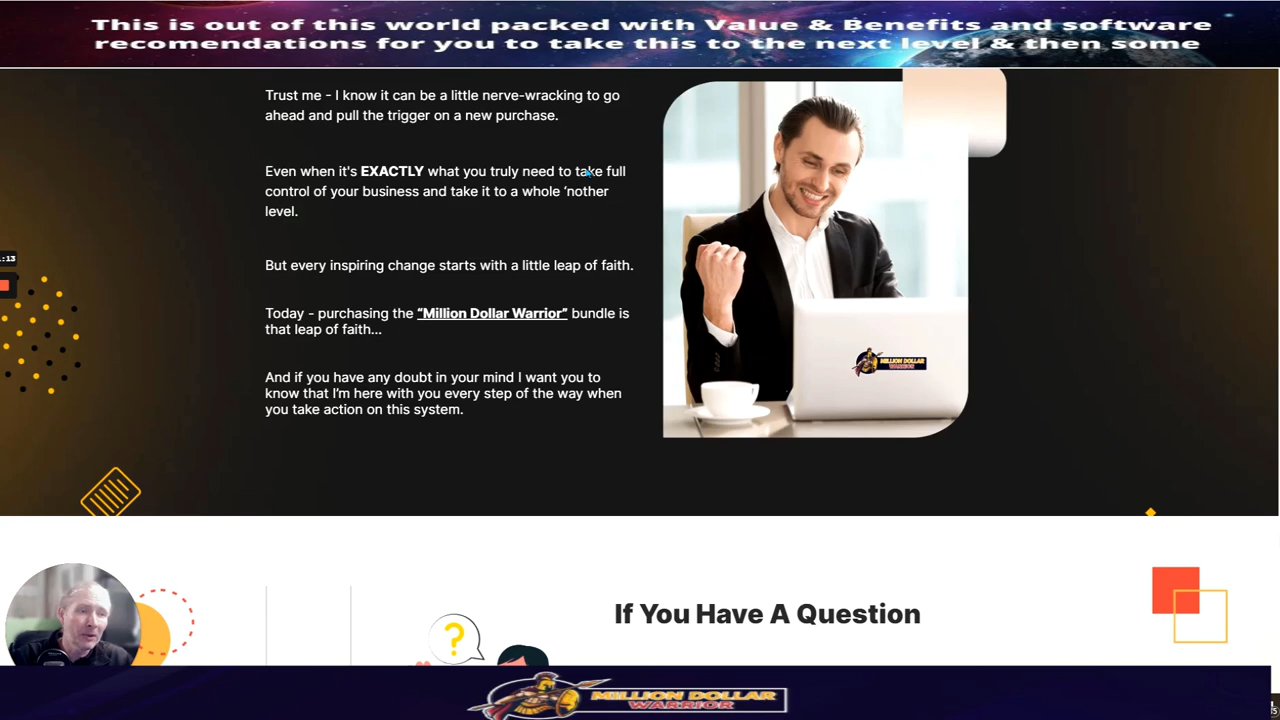 This is out of this world packed with Value & Benefits and software
recomendations for you to take this to the next level & then some
Trust me - I know it can be a little nerve-wracking to go
ahead and pull the trigger on a new purchase.
Even when it's EXACTLY what you truly need to take full
control of your business and take it to a whole ‘nother
level.
But every inspiring change starts with a little leap of faith.
Today - purchasing the “Million Dollar Warrior” bundle is
that leap of faith...
And if you have any doubt in your mind I want you to
know that I’m here with you every step of the way when
you take action on this system.
MILLION DOLLAR
WARRIOR
:13
If You Have A Question
?
MILLION DOLLAR
WARRIOR